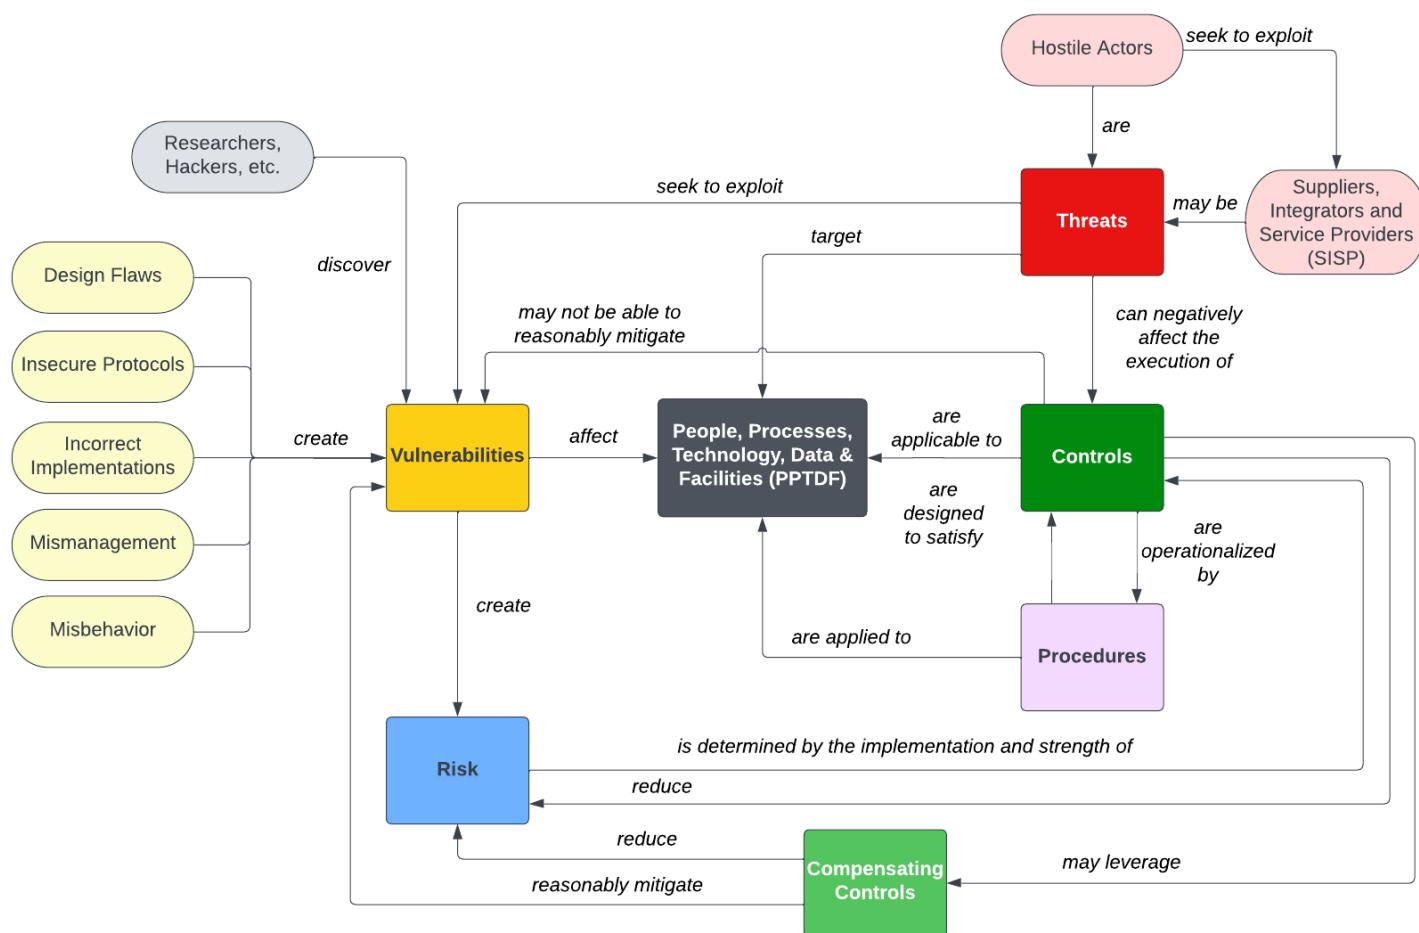 Hostile Actors
seek to exploit
are
Researchers,
Hackers, etc.
seek to exploit
Threats
may be
Suppliers,
Integrators and
Service Providers
(SISP)
target
discover
Design Flaws
may not be able to
reasonably mitigate
can negatively
affect the
execution of
Insecure Protocols
Incorrect
Implementations
create
Vulnerabilities
affect
People, Processes,
Technology, Data &
Facilities (PPTDF)
are
applicable to
Controls
are
designed
to satisfy
are
operationalized
by
Mismanagement
create
Misbehavior
are applied to
Procedures
Risk
is determined by the implementation and strength of
reduce
reduce
Compensating
Controls
may leverage
reasonably mitigate